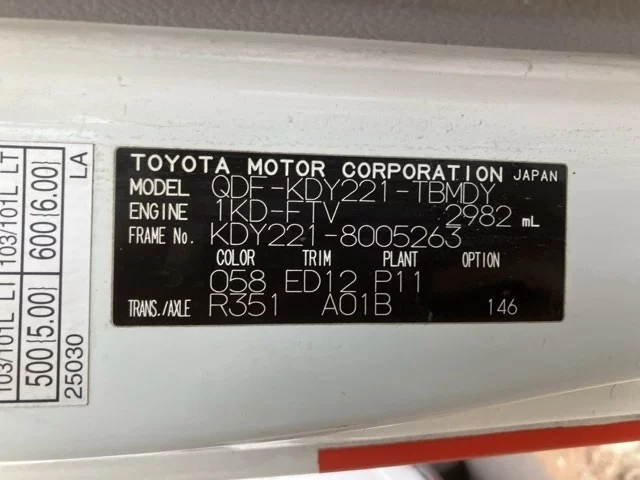 TOYOTA MOTOR CORPORATION JAPAN
MODEL QDF-KDY221-TBMDY
ENGINE 1KD-FTV 2982 mL
FRAME No. KDY221-8005263
COLOR TRIM PLANT OPTION
058 ED12 P11
TRANS./AXLE R351 A01B 146
103/101L LT 103/101L LT
500(5.00) 600(6.00)
25030 LA